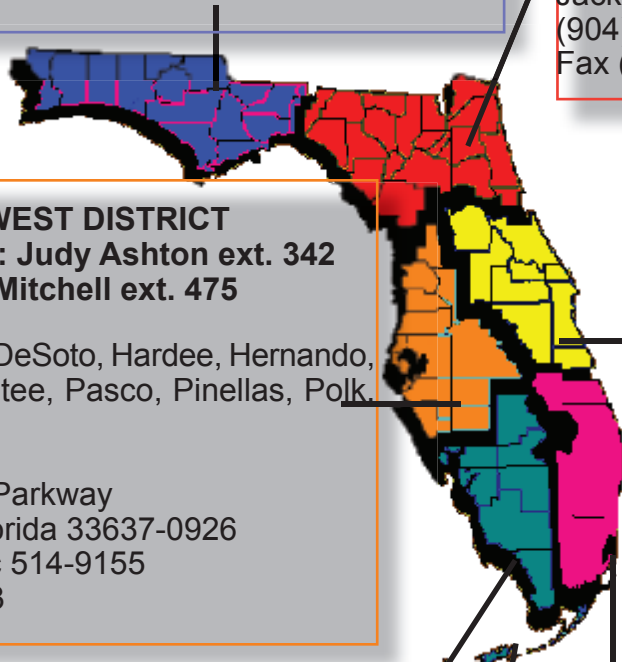 Jack
(904
Fax (
WEST DISTRICT
: Judy Ashton ext. 342
Mitchell ext. 475
DeSoto, Hardee, Hernando,
tee, Pasco, Pinellas, Polk,
Parkway
orida 33637-0926
514-9155